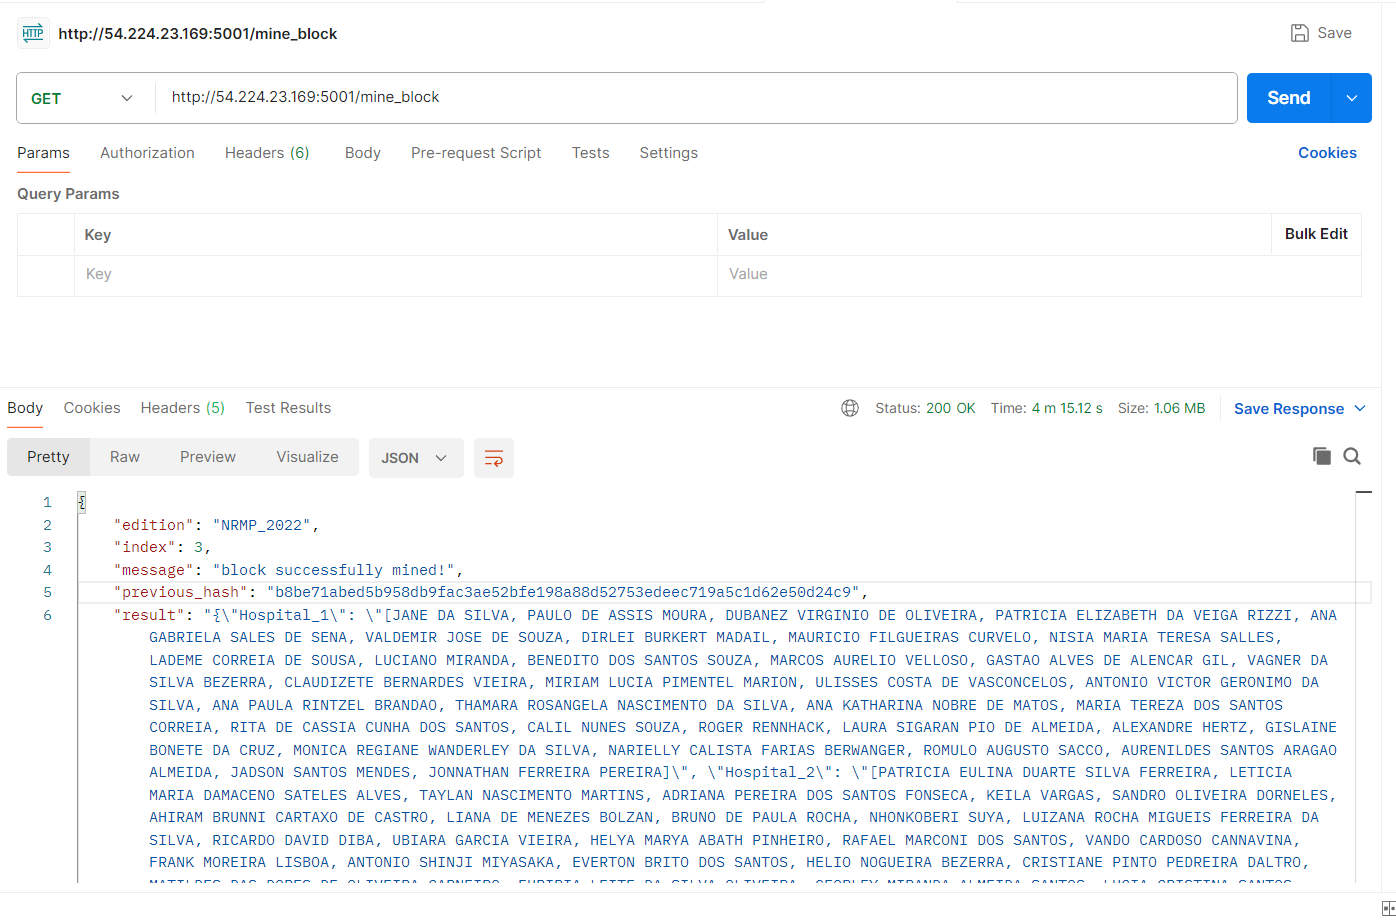 HTTP http://54.224.23.169:5001/mine_block Save
GET http://54.224.23.169:5001/mine_block Send
Params Authorization Headers (6) Body Pre-request Script Tests Settings Cookies
Query Params
Key Value Bulk Edit
Key Value
Body Cookies Headers (5) Test Results Status: 200 OK Time: 4 m 15.12 s Size: 1.06 MB Save Response
Pretty Raw Preview Visualize JSON
1 {
2 "edition": "NRMP_2022",
3 "index": 3,
4 "message": "block successfully mined!",
5 "previous_hash": "b8be71abed5b958db9fac3ae52bfe198a88d52753edeec719a5c1d62e50d24c9",
6 "result": "{\"Hospital_1\": \"[JANE DA SILVA, PAULO DE ASSIS MOURA, DUBANEZ VIRGINIO DE OLIVEIRA, PATRICIA ELIZABETH DA VEIGA RIZZI, ANA
GABRIELA SALES DE SENA, VALDEMIR JOSE DE SOUZA, DIRLEI BURKERT MADAIL, MAURICIO FILGUEIRAS CURVELO, NISIA MARIA TERESA SALLES,
LADEME CORREIA DE SOUSA, LUCIANO MIRANDA, BENEDITO DOS SANTOS SOUZA, MARCOS AURELIO VELLOSO, GASTAO ALVES DE ALENCAR GIL, VAGNER DA
SILVA BEZERRA, CLAUDIZETE BERNARDES VIEIRA, MIRIAM LUCIA PIMENTEL MARION, ULISSES COSTA DE VASCONCELOS, ANTONIO VICTOR GERONIMO DA
SILVA, ANA PAULA RINTZEL BRANDAO, THAMARA ROSANGELA NASCIMENTO DA SILVA, ANA KATHARINA NOBRE DE MATOS, MARIA TEREZA DOS SANTOS
CORREIA, RITA DE CASSIA CUNHA DOS SANTOS, CALIL NUNES SOUZA, ROGER RENNHACK, LAURA SIGARAN PIO DE ALMEIDA, ALEXANDRE HERTZ, GISLAINE
BONETE DA CRUZ, MONICA REGIANE WANDERLEY DA SILVA, NARIELLY CALISTA FARIAS BERWANGER, ROMULO AUGUSTO SACCO, AURENILDES SANTOS ARAGAO
ALMEIDA, JADSON SANTOS MENDES, JONNATHAN FERREIRA PEREIRA]\", \"Hospital_2\": \"[PATRICIA EULINA DUARTE SILVA FERREIRA, LETICIA
MARIA DAMACENO SATELES ALVES, TAYLAN NASCIMENTO MARTINS, ADRIANA PEREIRA DOS SANTOS FONSECA, KEILA VARGAS, SANDRO OLIVEIRA DORNELES,
AHIRAM BRUNNI CARTAXO DE CASTRO, LIANA DE MENEZES BOLZAN, BRUNO DE PAULA ROCHA, NHONKOBERI SUYA, LUIZANA ROCHA MIGUEIS FERREIRA DA
SILVA, RICARDO DAVID DIBA, UBIARA GARCIA VIEIRA, HELYA MARYA ABATH PINHEIRO, RAFAEL MARCONI DOS SANTOS, VANDO CARDOSO CANNAVINA,
FRANK MOREIRA LISBOA, ANTONIO SHINJI MIYASAKA, EVERTON BRITO DOS SANTOS, HELIO NOGUEIRA BEZERRA, CRISTIANE PINTO PEDREIRA DALTRO,